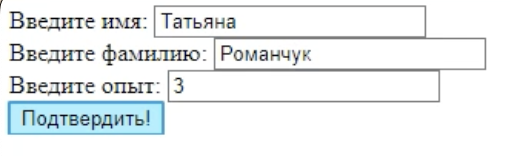 Введите имя: Татьяна
Введите фамилию: Романчук
Введите опыт: 3
Подтвердить!